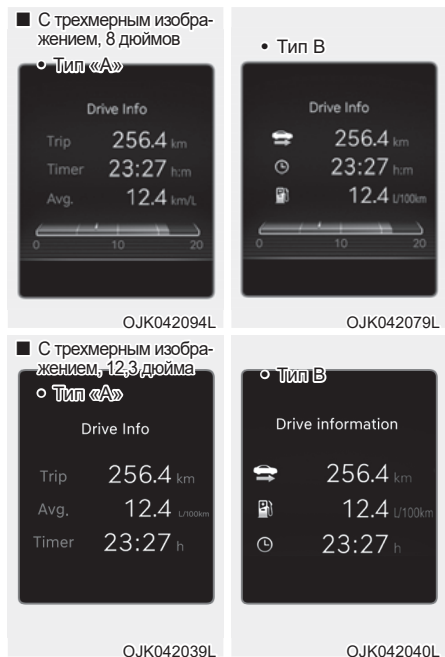 ■ С трехмерным изобра-
жением, 8 дюймов
• Тип «А»
Drive Info
Trip 256.4 km
Timer 23:27 h:m
Avg. 12.4 km/L
0 10 20
OJK042094L
• Тип В
Drive Info
256.4 km
23:27 h:m
12.4 L/100km
0 10 20
OJK042079L
■ С трехмерным изобра-
жением, 12,3 дюйма
• Тип «А»
Drive Info
Trip 256.4 km
Avg. 12.4 L/100km
Timer 23:27 h
OJK042039L
• Тип В
Drive information
256.4 km
12.4 L/100km
23:27 h
OJK042040L